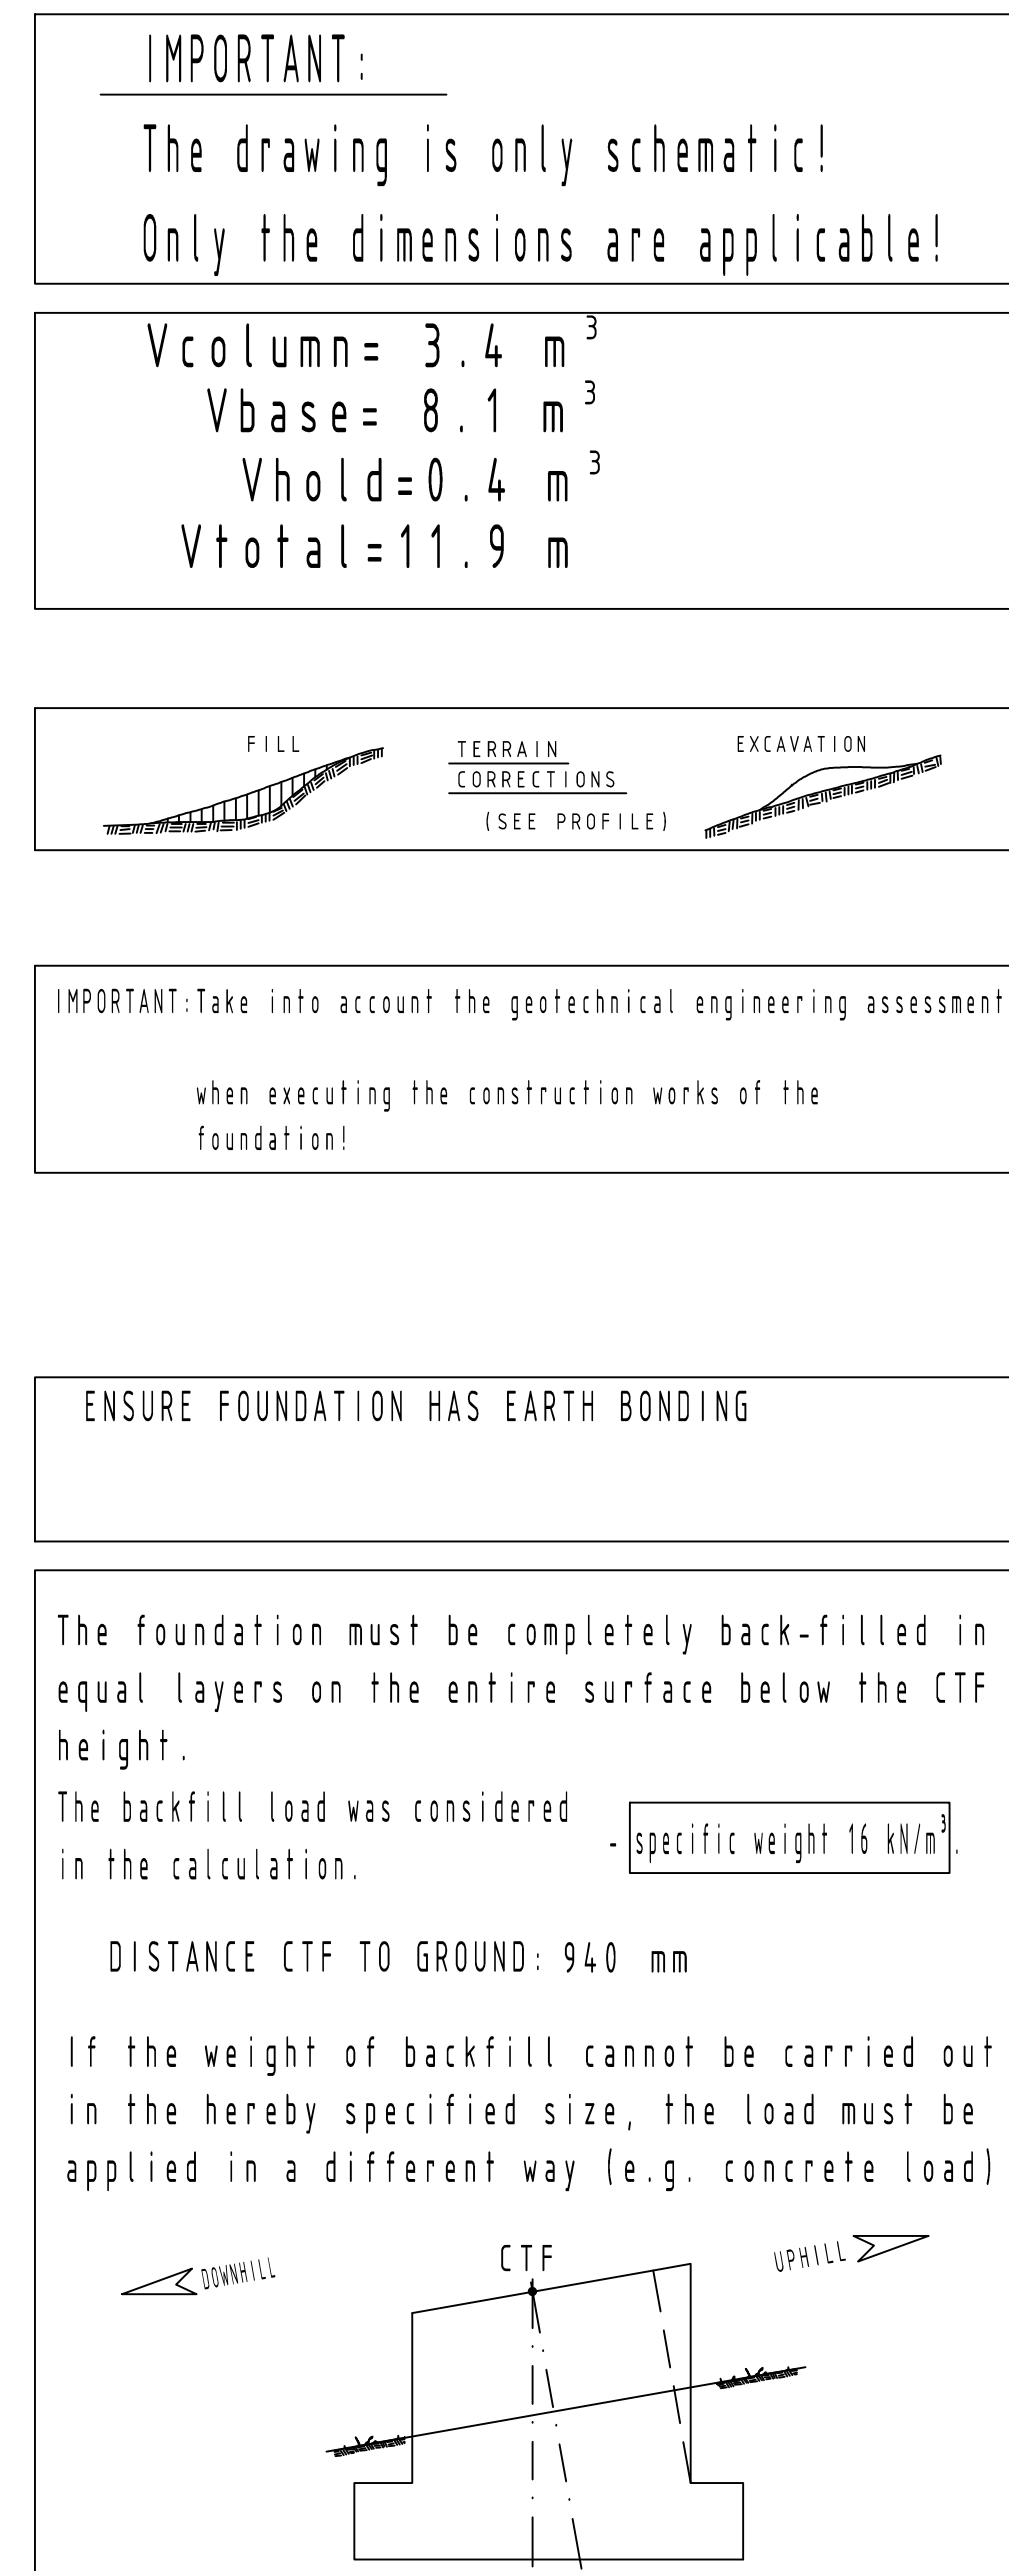 IMPORTANT:
The drawing is only schematic!
Only the dimensions are applicable!
Vcolumn= 3.4 m³
Vbase= 8.1 m³
Vhold=0.4 m³
Vtotal=11.9 m
FILL
TERRAIN
CORRECTIONS
(SEE PROFILE)
EXCAVATION
IMPORTANT:Take into account the geotechnical engineering assessment
when executing the construction works of the
foundation!
ENSURE FOUNDATION HAS EARTH BONDING
The foundation must be completely back-filled in
equal layers on the entire surface below the CTF
height.
The backfill load was considered
in the calculation.
- specific weight 16 kN/m³.
DISTANCE CTF TO GROUND: 940 mm
If the weight of backfill cannot be carried out
in the hereby specified size, the load must be
applied in a different way (e.g. concrete load)
DOWNHILL
CTF
UPHILL